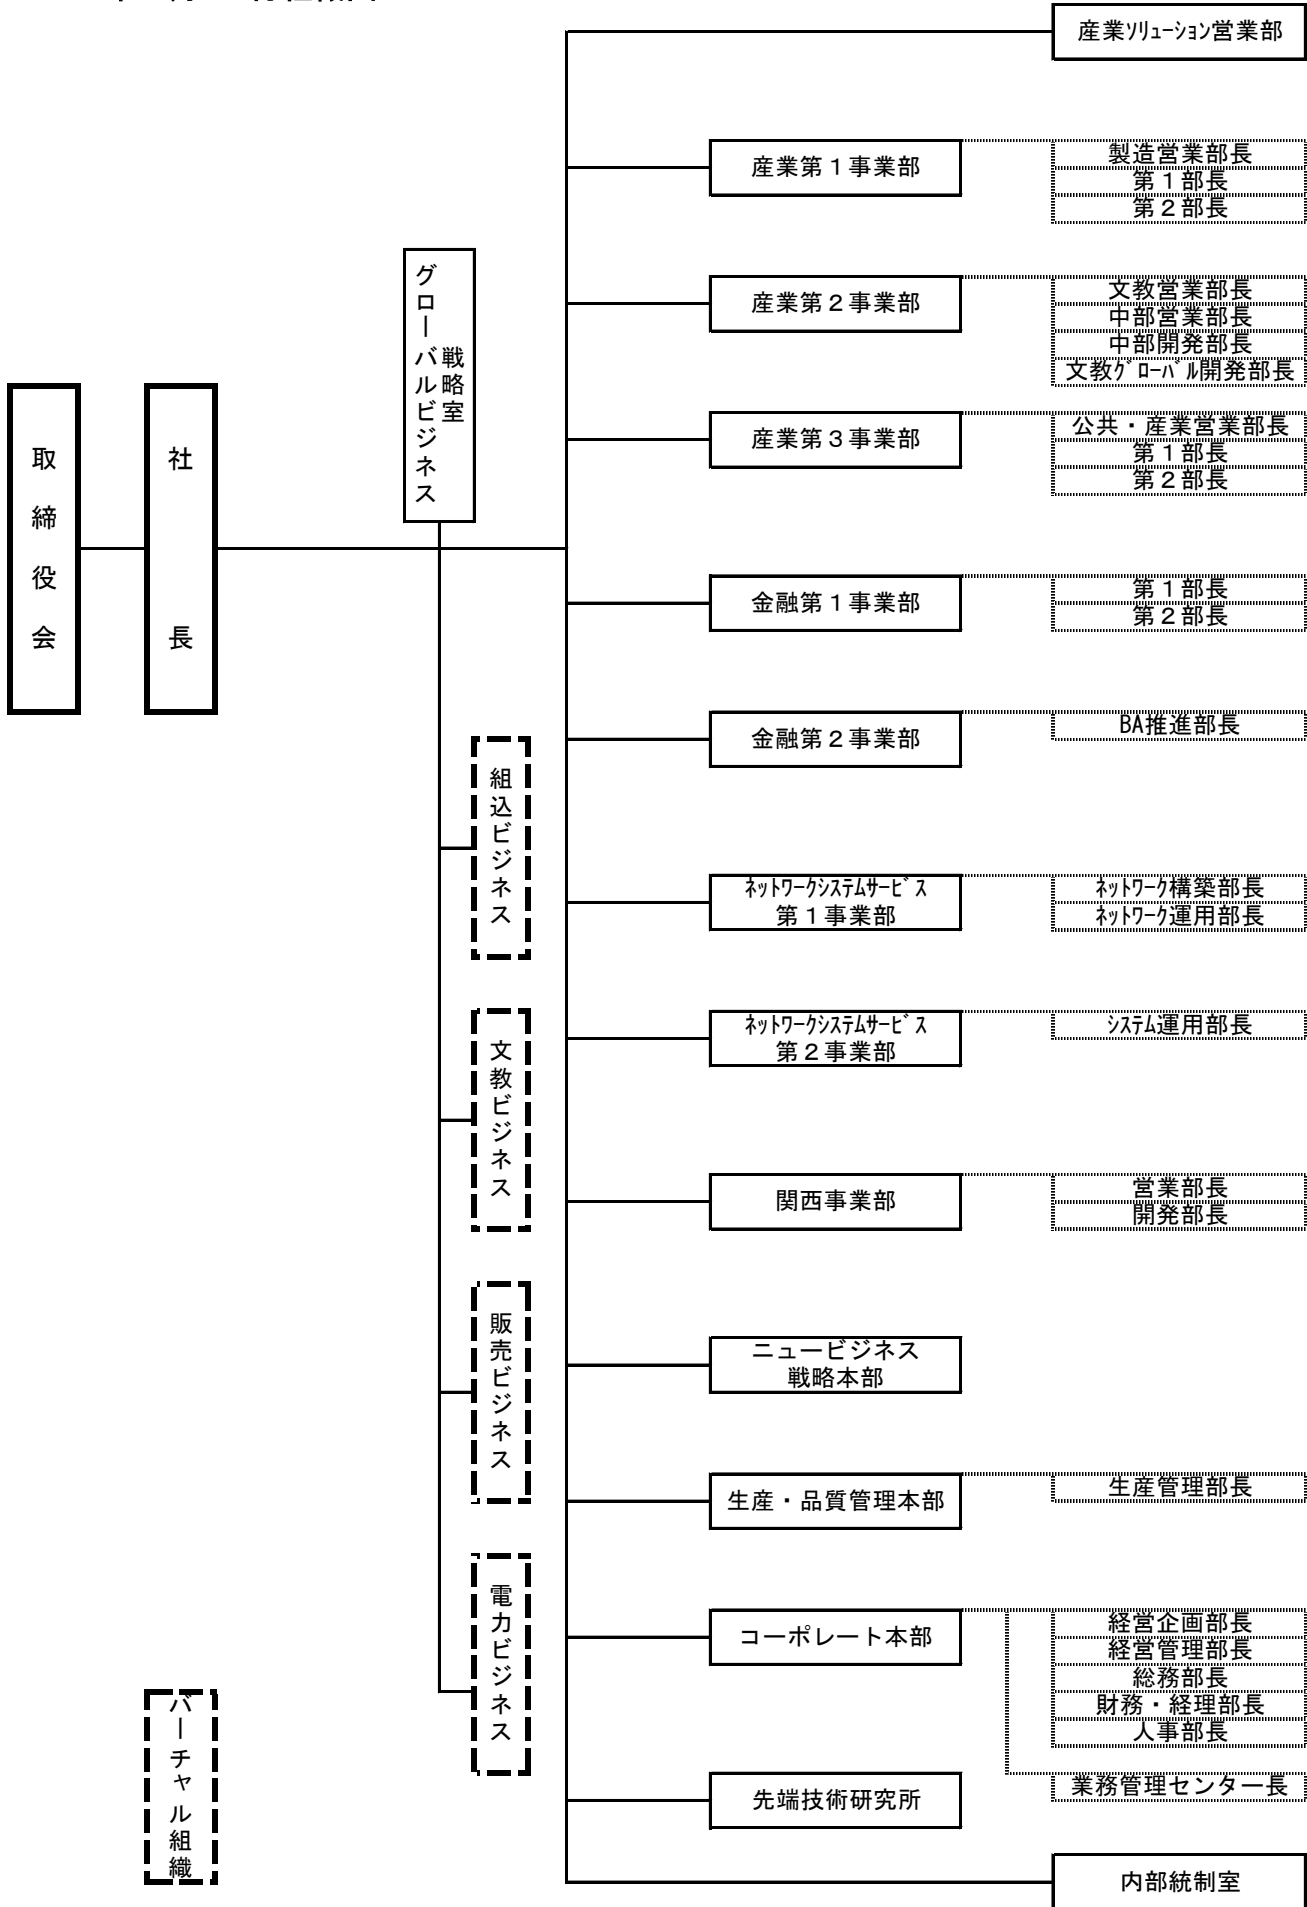 産業ｿﾘｭｰｼｮﾝ営業部
産業第１事業部
製造営業部長
第１部長
第２部長
産業第２事業部
文教営業部長
中部営業部長
中部開発部長
文教ｸﾞﾛｰﾊﾞﾙ開発部長
産業第３事業部
公共・産業営業部長
第１部長
第２部長
グローバルビジネス
戦略室
取締役会
社長
金融第１事業部
第１部長
第２部長
金融第２事業部
BA推進部長
組込ビジネス
ﾈｯﾄﾜｰｸｼｽﾃﾑｻｰﾋﾞｽ
第１事業部
ﾈｯﾄﾜｰｸ構築部長
ﾈｯﾄﾜｰｸ運用部長
文教ビジネス
ﾈｯﾄﾜｰｸｼｽﾃﾑｻｰﾋﾞｽ
第２事業部
ｼｽﾃﾑ運用部長
関西事業部
営業部長
開発部長
販売ビジネス
ニュービジネス
戦略本部
生産・品質管理本部
生産管理部長
電力ビジネス
コーポレート本部
経営企画部長
経営管理部長
総務部長
財務・経理部長
人事部長
業務管理センター長
バーチャル組織
先端技術研究所
内部統制室